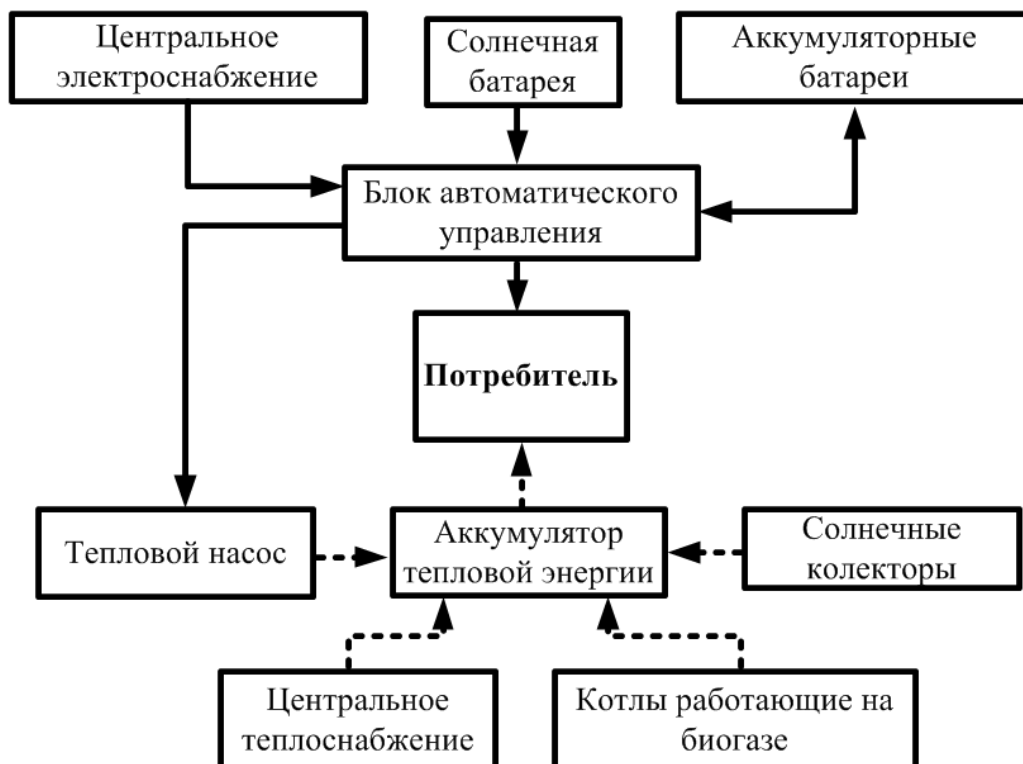 Центральное
электроснабжение
Солнечная
батарея
Аккумуляторные
батареи
Блок автоматического
управления
Потребитель
Тепловой насос
Аккумулятор
тепловой энергии
Солнечные
колекторы
Центральное
теплоснабжение
Котлы работающие на
биогазе